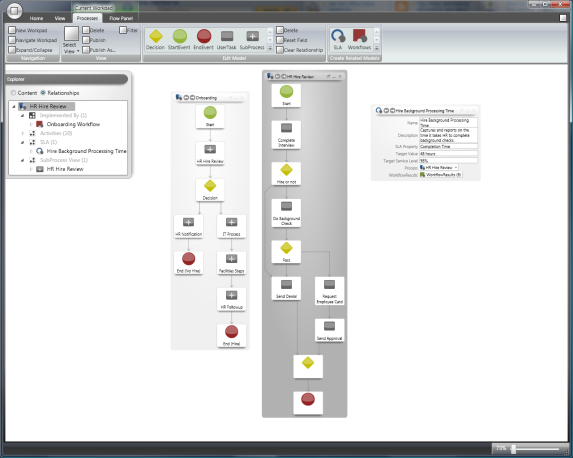 Current Workpad
Home View Processes Flow Panel
New Workpad
Navigate Workpad
Expand/Collapse
Navigation
Select View
Delete
Publish
Publish As...
Filter
View
Decision StartEvent EndEvent UserTask SubProcess
Delete
Reset Field
Clear Relationship
Edit Model
SLA Workflows
Create Related Models
Explorer
Content Relationships
HR Hire Review
Implemented By (1)
Onboarding Workflow
Activities (10)
SLA (1)
Hire Background Processing Time
SubProcess View (1)
HR Hire Review
Onboarding
Start
HR Hire Review
Decision
HR Notification
IT Process
End (No Hire)
Facilities Steps
HR Followup
End (Hire)
HR Hire Review
Start
Complete
Interview
Hire or not
Do Background
Check
Pass
Send Denial
Request
Employee Card
Send Approval
Hire Background Processing Time
Name Hire Background Processing
Time
Description Captures and reports on the
time it takes HR to complete
background checks.
SLA Property Completion Time
Target Value 48 hours
Target Service Level 95%
Process HR Hire Review
WorkflowResults WorkflowResults